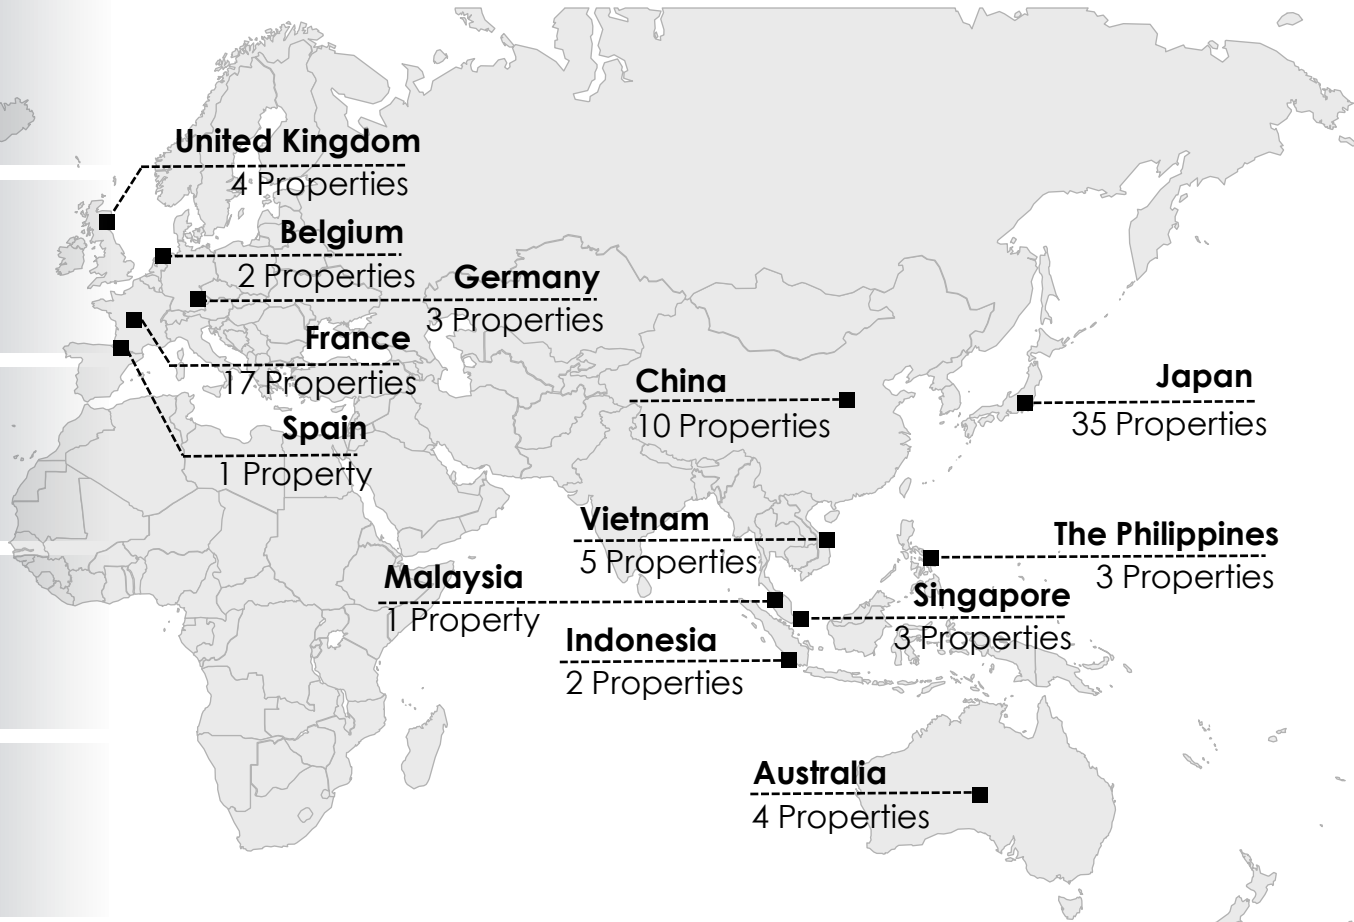 United Kingdom
4 Properties
Belgium
2 Properties
Germany
3 Properties
France
17 Properties
Spain
1 Property
China
10 Properties
Japan
35 Properties
Vietnam
5 Properties
The Philippines
3 Properties
Malaysia
1 Property
Singapore
3 Properties
Indonesia
2 Properties
Australia
4 Properties